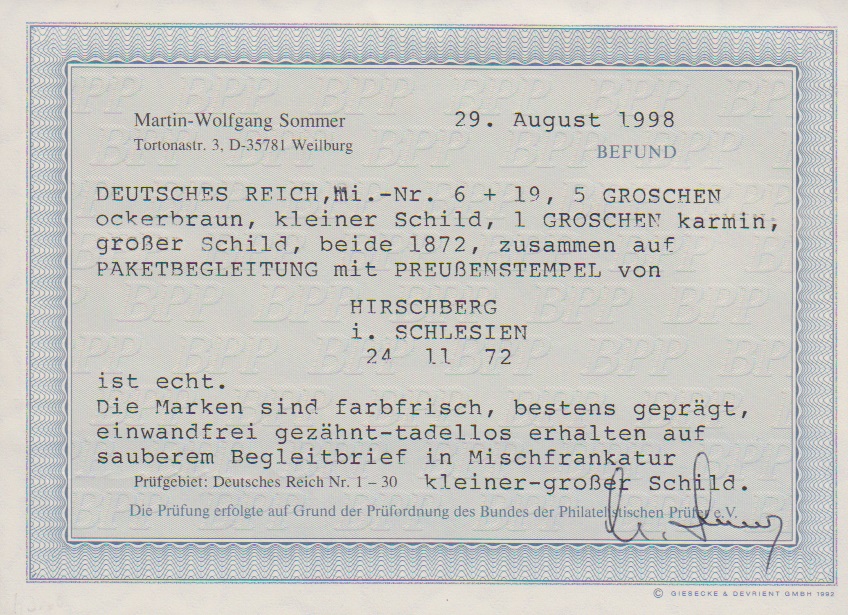 Martin-Wolfgang Sommer
29. August 1998
Tortonastr. 3, D-35781 Weilburg
BEFUND
DEUTSCHES REICH, Mi.-Nr. 6 + 19, 5 GROSCHEN
ockerbraun, kleiner Schild, 1 GROSCHEN karmin,
großer Schild, beide 1872, zusammen auf
PAKETBEGLEITUNG mit PREUßENSTEMPEL von
HIRSCHBERG
i. SCHLESIEN
24 11 72
ist echt.
Die Marken sind farbfrisch, bestens geprägt,
einwandfrei gezähnt-tadellos erhalten auf
sauberem Begleitbrief in Mischfrankatur
Prüfgebiet: Deutsches Reich Nr. 1 – 30 kleiner-großer Schild.
Die Prüfung erfolgte auf Grund der Prüfordnung des Bundes der Philatelistischen Prüfer e.V.
© GIESECKE & DEVRIENT GMBH 1992